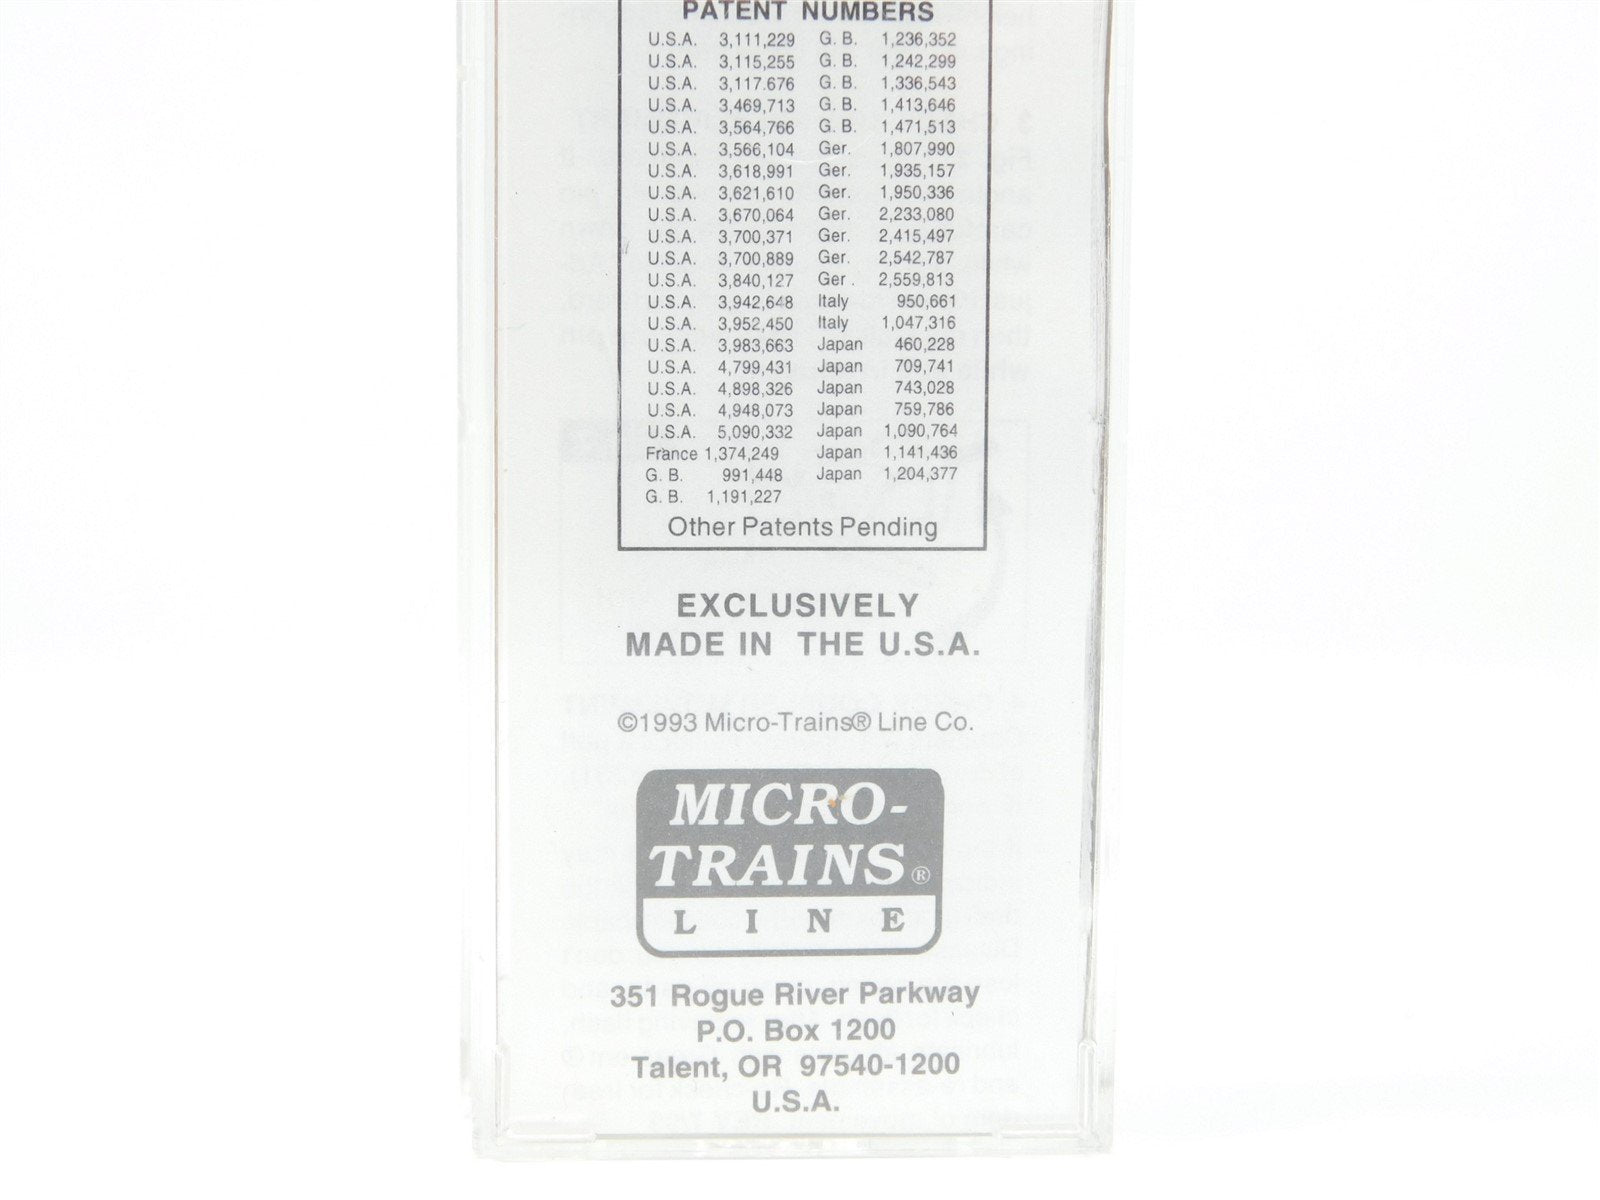 PATENT NUMBERS
U.S.A. 3,111,229 G. B. 1,236,352
U.S.A. 3,115,255 G. B. 1,242,299
U.S.A. 3,117.676 G. B. 1,336,543
U.S.A. 3,469,713 G. B. 1,413,646
U.S.A. 3,564,766 G. B. 1,471,513
U.S.A. 3,566,104 Ger. 1,807,990
U.S.A. 3,618,991 Ger. 1,935,157
U.S.A. 3,621,610 Ger. 1,950,336
U.S.A. 3,670,064 Ger. 2,233,080
U.S.A. 3,700,371 Ger. 2,415,497
U.S.A. 3,700,889 Ger. 2,542,787
U.S.A. 3,840,127 Ger . 2,559,813
U.S.A. 3,942,648 Italy 950,661
U.S.A. 3,952,450 Italy 1,047,316
U.S.A. 3,983,663 Japan 460,228
U.S.A. 4,799,431 Japan 709,741
U.S.A. 4,898,326 Japan 743,028
U.S.A. 4,948,073 Japan 759,786
U.S.A. 5,090,332 Japan 1,090,764
France 1,374,249 Japan 1,141,436
G. B. 991,448 Japan 1,204,377
G. B. 1,191,227
Other Patents Pending
EXCLUSIVELY
MADE IN THE U.S.A.
©1993 Micro-Trains® Line Co.
MICRO-
TRAINS®
LINE
351 Rogue River Parkway
P.O. Box 1200
Talent, OR 97540-1200
U.S.A.